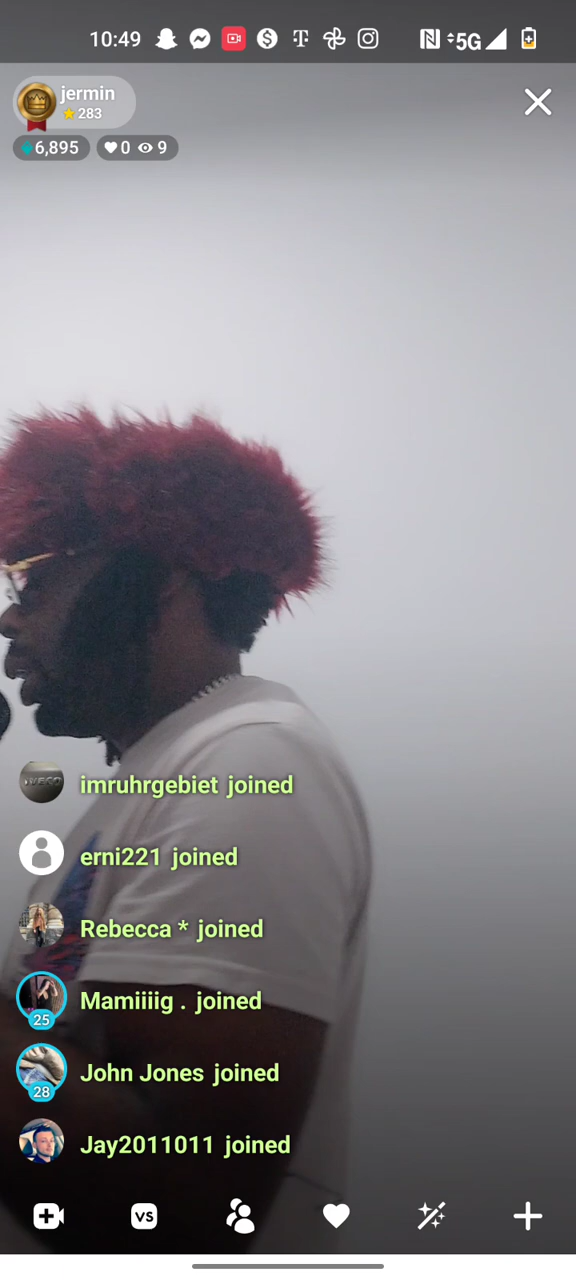 10:49
5G
jermin
283
6,895
0
9
imruhrgebiet joined
erni221 joined
Rebecca * joined
Mamiiiig . joined
25
John Jones joined
28
Jay2011011 joined
VS